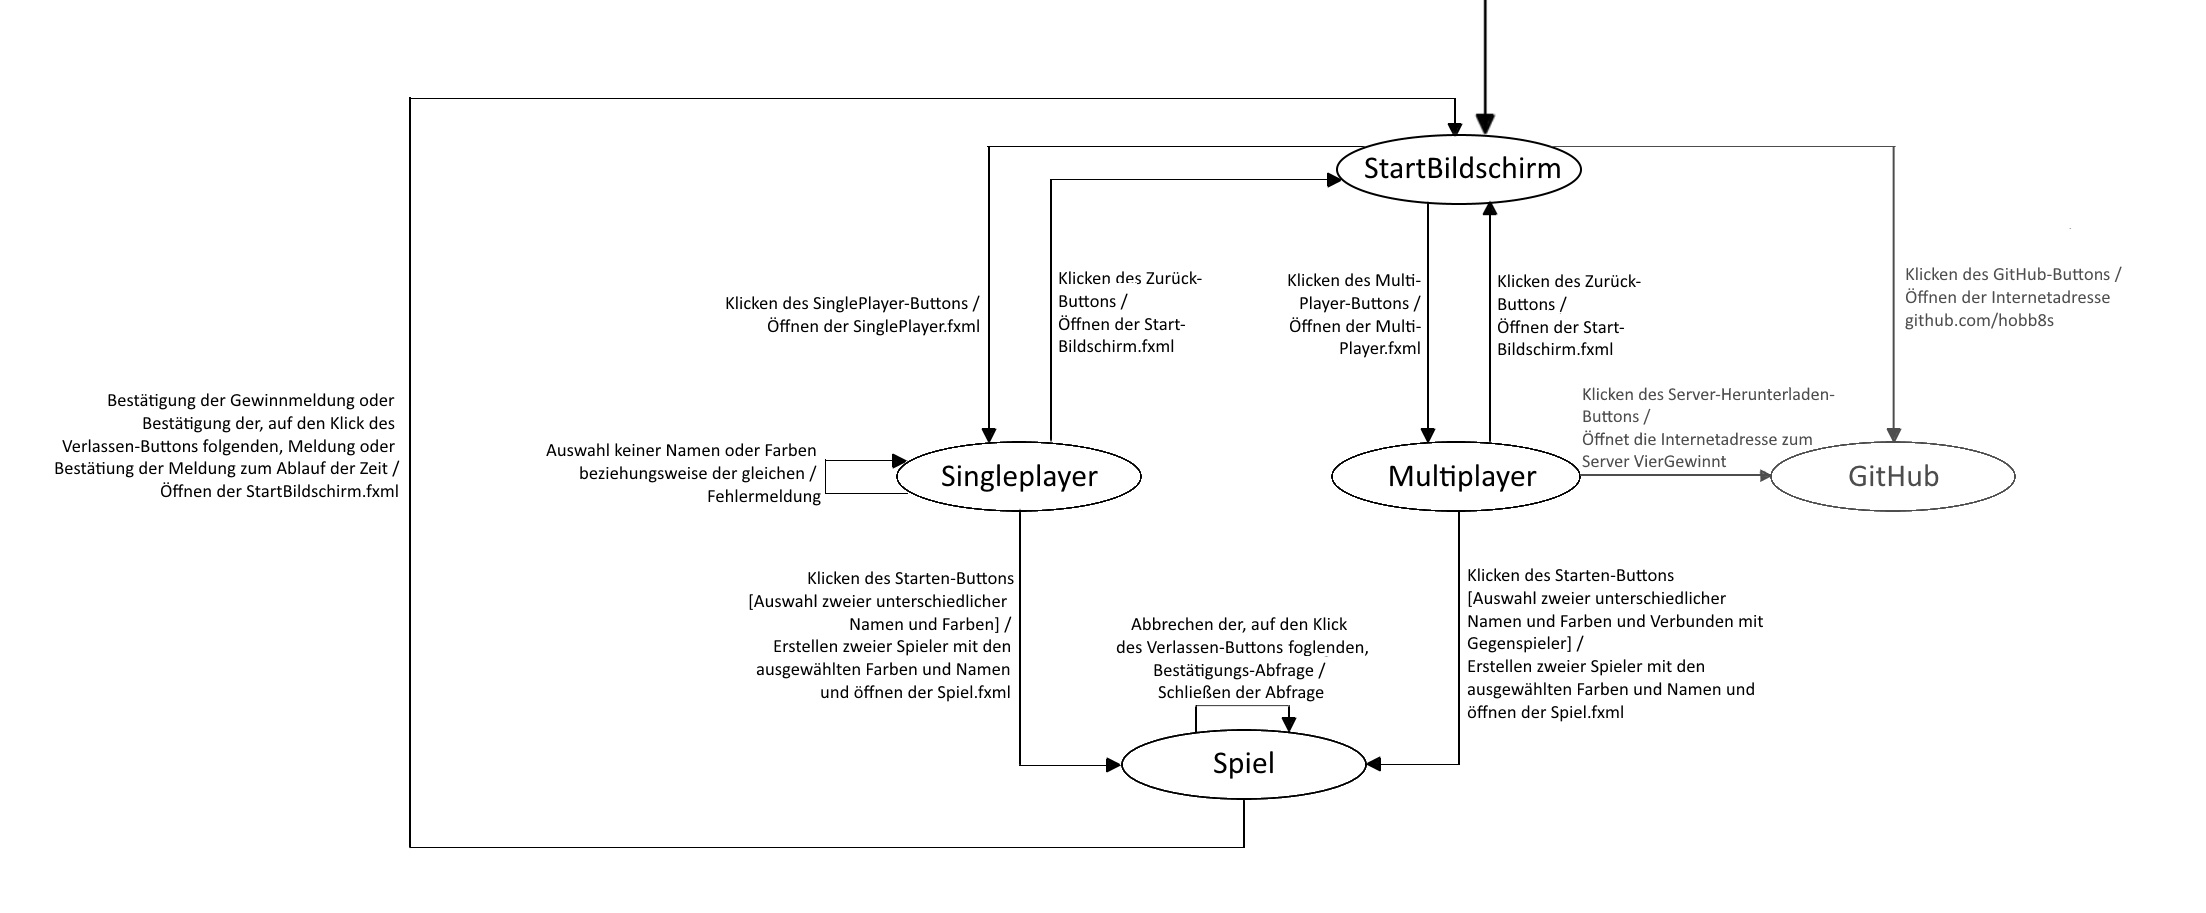 StartBildschirm
Klicken des SinglePlayer-Buttons /
Öffnen der SinglePlayer.fxml
Klicken des Zurück-
Buttons /
Öffnen der Start-
Bildschirm.fxml
Klicken des Multi-
Player-Buttons /
Öffnen der Multi-
Player.fxml
Klicken des Zurück-
Buttons /
Öffnen der Start-
Bildschirm.fxml
Klicken des GitHub-Buttons /
Öffnen der Internetadresse
github.com/hobb8s
Bestätigung der Gewinnmeldung oder
Bestätigung der, auf den Klick des
Verlassen-Buttons folgenden, Meldung oder
Bestätiung der Meldung zum Ablauf der Zeit /
Öffnen der StartBildschirm.fxml
Auswahl keiner Namen oder Farben
beziehungsweise der gleichen /
Fehlermeldung
Singleplayer
Multiplayer
Klicken des Server-Herunterladen-
Buttons /
Öffnet die Internetadresse zum
Server VierGewinnt
GitHub
Klicken des Starten-Buttons
[Auswahl zweier unterschiedlicher
Namen und Farben] /
Erstellen zweier Spieler mit den
ausgewählten Farben und Namen
und öffnen der Spiel.fxml
Abbrechen der, auf den Klick
des Verlassen-Buttons foglenden,
Bestätigungs-Abfrage /
Schließen der Abfrage
Klicken des Starten-Buttons
[Auswahl zweier unterschiedlicher
Namen und Farben und Verbunden mit
Gegenspieler] /
Erstellen zweier Spieler mit den
ausgewählten Farben und Namen und
öffnen der Spiel.fxml
Spiel